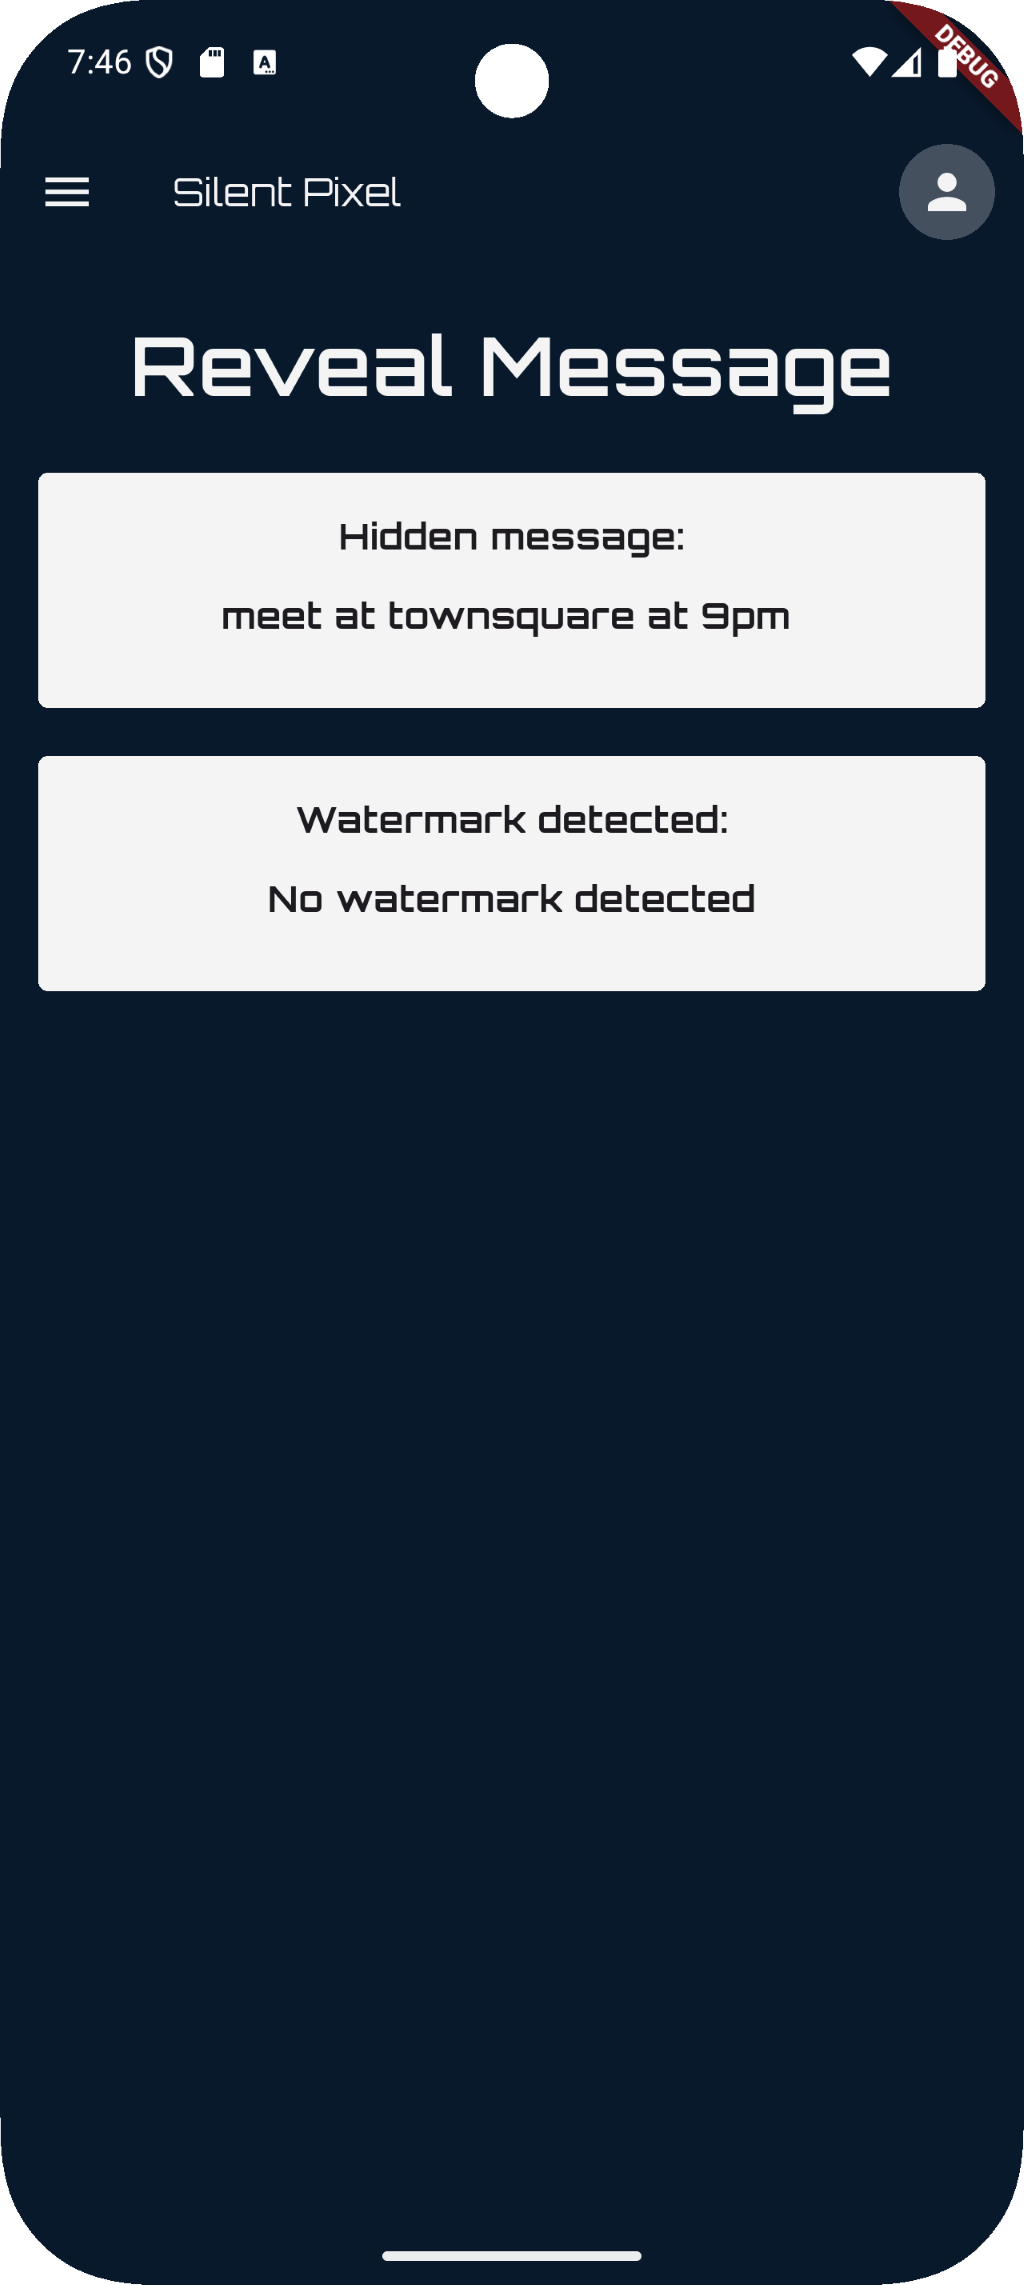 7:46
DEBUG
Silent Pixel
Reveal Message
Hidden message:
meet at townsquare at 9pm
Watermark detected:
No watermark detected